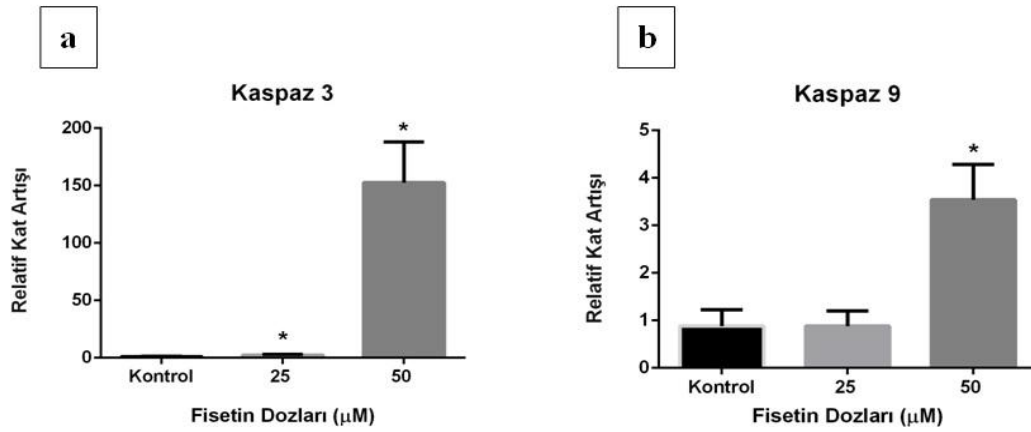 a
Kaspaz 3
Relatif Kat Artışı
200
150
100
50
0
*
*
Kontrol
25
50
Fisetin Dozları (μM)
b
Kaspaz 9
Relatif Kat Artışı
5
4
3
2
1
0
*
Kontrol
25
50
Fisetin Dozları (μM)